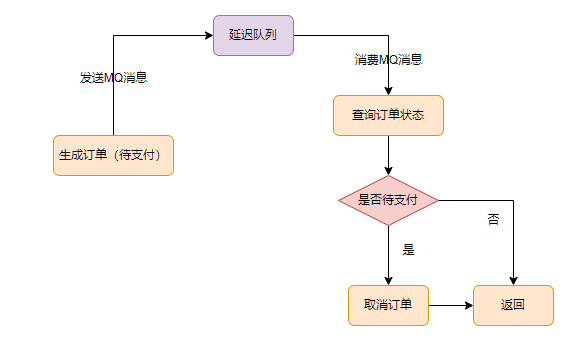 延迟队列
发送MQ消息
消费MQ消息
生成订单（待支付）
查询订单状态
是否待支付
否
是
取消订单
返回